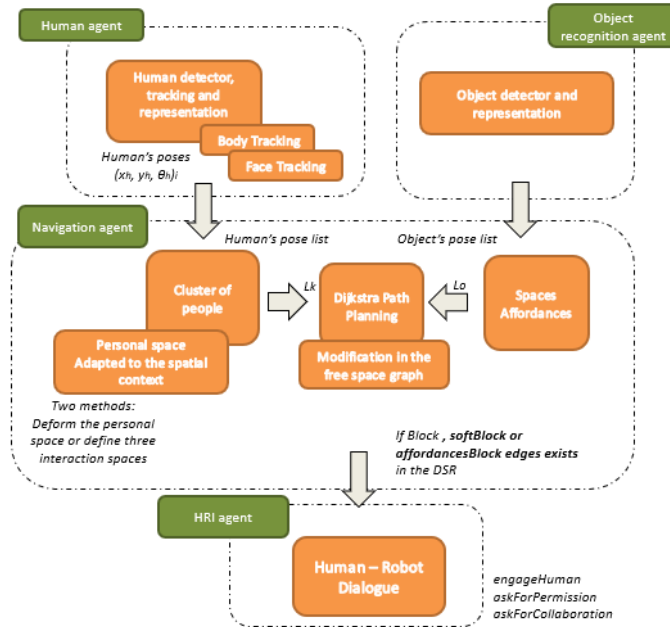 Human agent
Object
recognition agent
Human detector,
tracking and
representation
Body Tracking
Face Tracking
Human's poses
(xh, yh, θh)i
Object detector and
representation
Navigation agent
Human's pose list
Object's pose list
Cluster of
people
Lk
Dijkstra Path
Planning
Lo
Spaces
Affordances
Personal space
Adapted to the spatial
context
Modification in the
free space graph
Two methods:
Deform the personal
space or define three
interaction spaces
If Block , softBlock or
affordancesBlock edges exists
in the DSR
HRI agent
Human – Robot
Dialogue
engageHuman
askForPermission
askForCollaboration